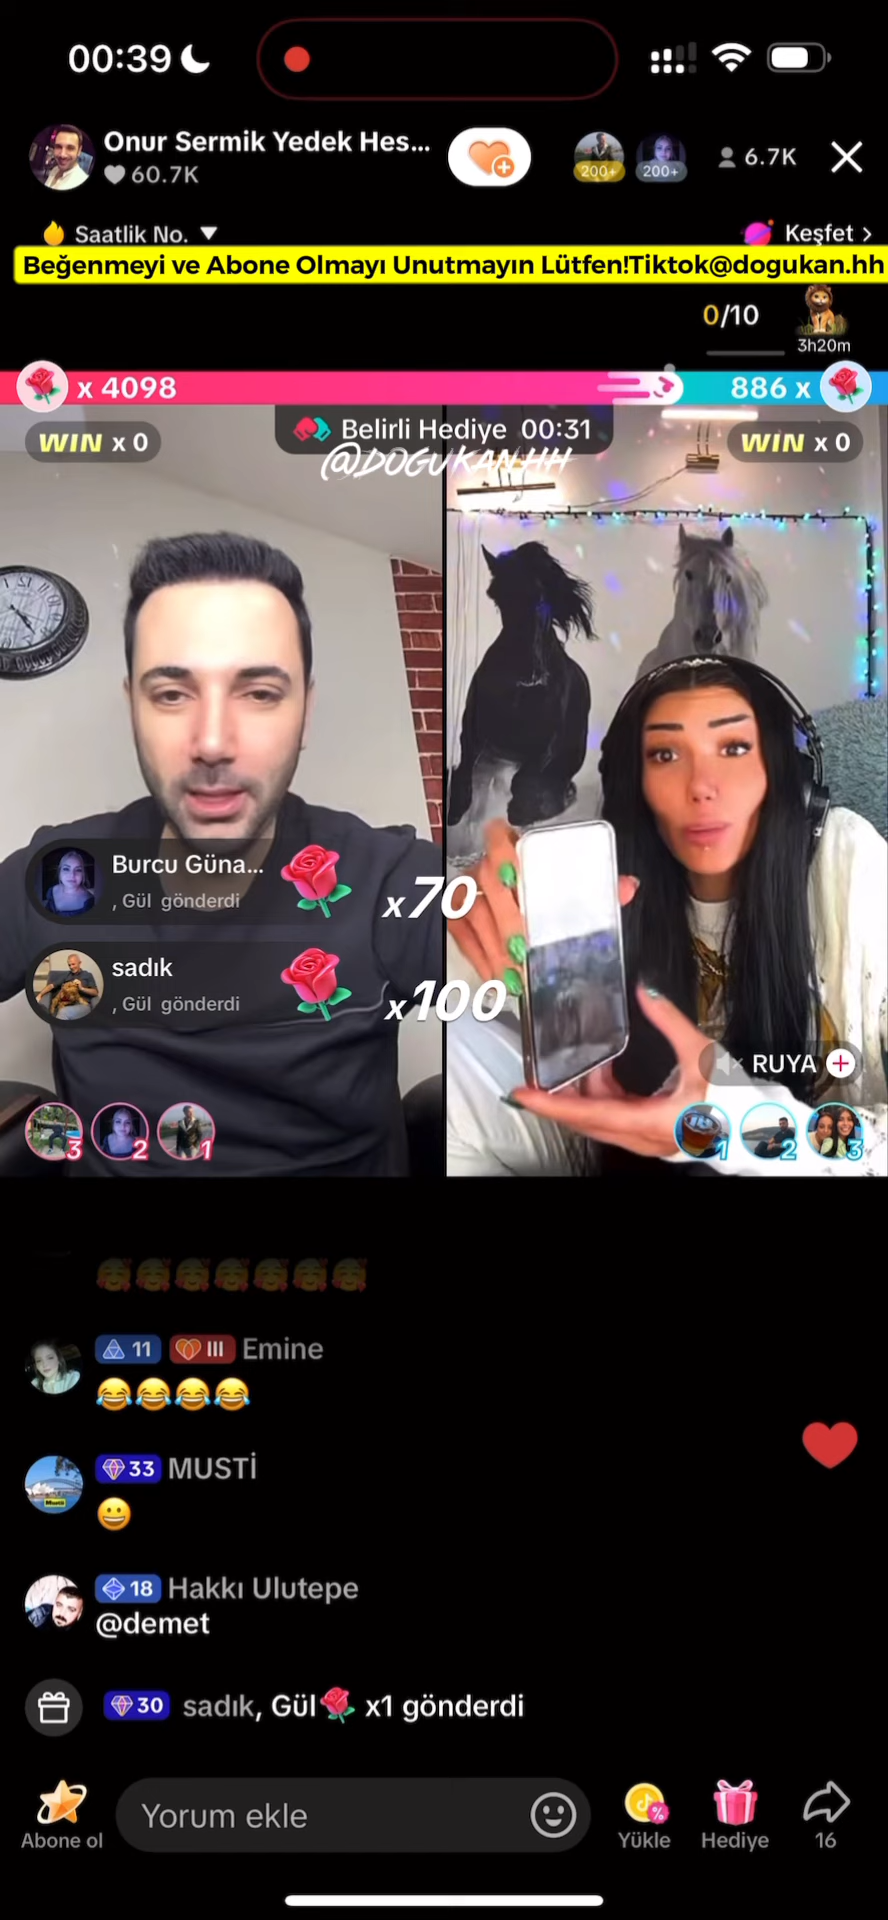 00:39
Onur Sermik Yedek Hes...
60.7K
200+
200+
6.7K
Saatlik No.
Keşfet >
Beğenmeyi ve Abone Olmayı Unutmayın Lütfen!Tiktok@dogukan.hh
0/10
3h20m
x 4098
886 x
WIN x 0
Belirli Hediye 00:31
WIN x 0
@DOGUKAN.HH
Burcu Güna...
, Gül gönderdi
x70
sadık
, Gül gönderdi
x100
RUYA
3
2
1
1
2
3
11 III Emine
33 MUSTİ
Mustii
18 Hakkı Ulutepe
@demet
30 sadık, Gül x1 gönderdi
Abone ol
Yorum ekle
Yükle
Hediye
16